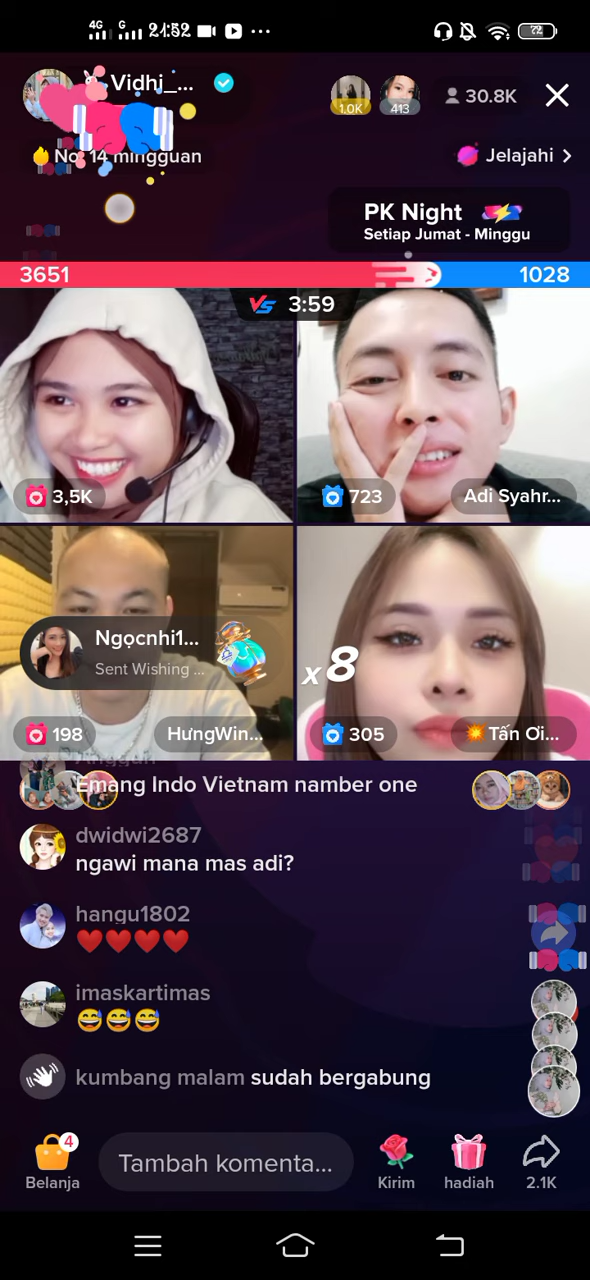 4G G 21:52 ... 72
Vidhj_...
1.0K 413 30.8K
No. 14 mingguan
Jelajahi >
PK Night
Setiap Jumat - Minggu
3651 1028
VS 3:59
3,5K
723 Adi Syahr...
Ngọcnhi1...
Sent Wishing ...
x8
198 HưngWin...
305 Tấn Ơi...
Emang Indo Vietnam namber one
dwidwi2687
ngawi mana mas adi?
hangu1802
❤️❤️❤️❤️
imaskartimas
😅😅😅
kumbang malam sudah bergabung
4
Belanja
Tambah komenta...
Kirim
hadiah
2.1K